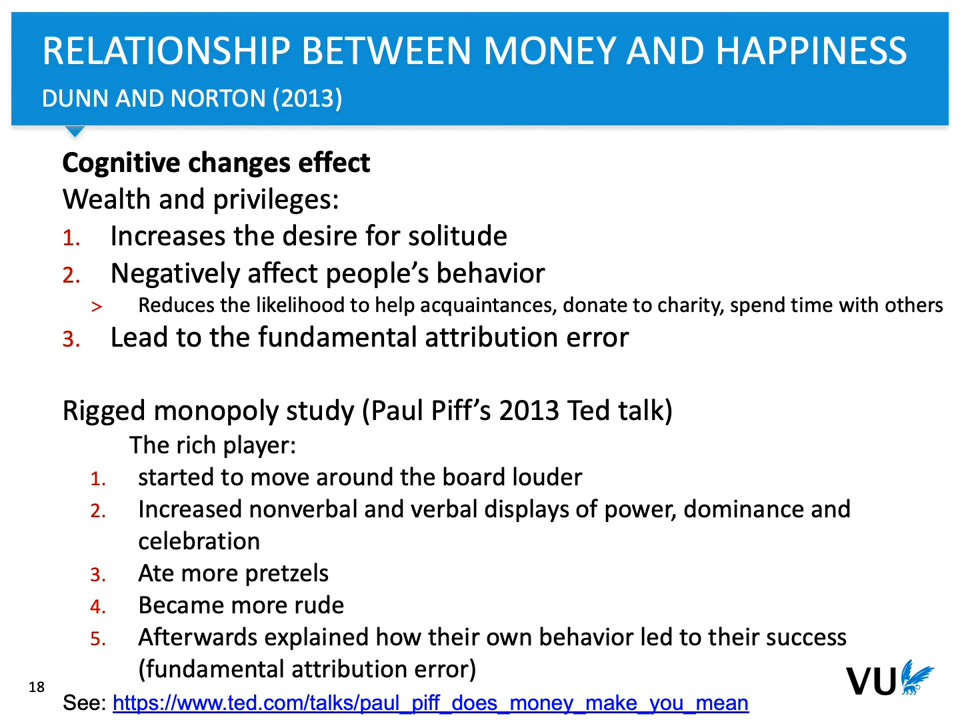 RELATIONSHIP BETWEEN MONEY AND HAPPINESS
DUNN AND NORTON (2013)
Cognitive changes effect
Wealth and privileges:
1. Increases the desire for solitude
2. Negatively affect people's behavior
> Reduces the likelihood to help acquaintances, donate to charity, spend time with others
3. Lead to the fundamental attribution error
Rigged monopoly study (Paul Piff's 2013 Ted talk)
The rich player:
1. started to move around the board louder
2. Increased nonverbal and verbal displays of power, dominance and
celebration
3. Ate more pretzels
4. Became more rude
5. Afterwards explained how their own behavior led to their success
(fundamental attribution error)
18
See: https://www.ted.com/talks/paul_piff_does_money_make_you_mean
VU